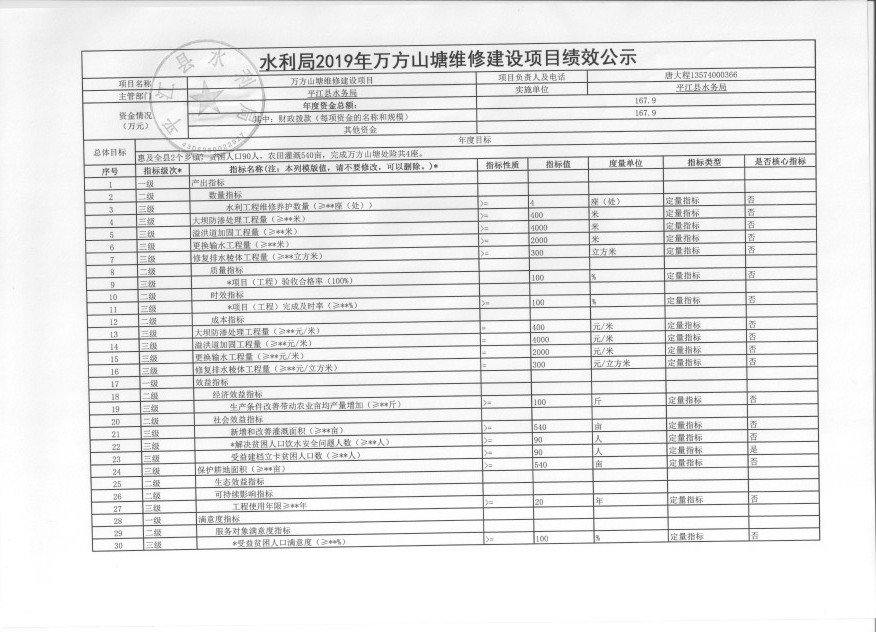 水利局2019年万方山塘维修建设项目绩效公示
项目名称 万方山塘维修建设项目 项目负责人及电话 唐大程13574000366
主管部门 平江县水务局 实施单位 平江县水务局
资金情况（万元） 年度资金总额： 167.9
其中：财政拨款（每项资金的名称和规模） 167.9
其他资金
总体目标 年度目标
惠及全县2个乡镇，贫困人口90人，农田灌溉540亩，完成万方山塘处险共4座。
序号 指标级次* 指标名称(注：本列模版值，请不要修改，可以删除。)* 指标性质 指标值 度量单位 指标类型 是否核心指标
1 一级 产出指标
2 二级 数量指标
3 三级 水利工程维修养护数量（≥**座（处）） >= 4 座（处） 定量指标 否
4 三级 大坝防渗处理工程量（≥**米） >= 400 米 定量指标 否
5 三级 溢洪道加固工程量（≥**米） >= 4000 米 定量指标 否
6 三级 更换输水工程量（≥**米） >= 2000 米 定量指标 否
7 三级 修复排水棱体工程量（≥**立方米） >= 300 立方米 定量指标 否
8 二级 质量指标
9 三级 *项目（工程）验收合格率（100%） 100 % 定量指标 否
10 二级 时效指标
11 三级 *项目（工程）完成及时率（≥**%） >= 100 % 定量指标 否
12 二级 成本指标
13 三级 大坝防渗处理工程量（≥**元/米） = 400 元/米 定量指标 否
14 三级 溢洪道加固工程量（≥**元/米） = 4000 元/米 定量指标 否
15 三级 更换输水工程量（≥**元/米） = 2000 元/米 定量指标 否
16 三级 修复排水棱体工程量（≥**元/立方米） = 300 元/立方米 定量指标 否
17 一级 效益指标
18 二级 经济效益指标
19 三级 生产条件改善带动农业亩均产量增加（≥**斤） >= 100 斤 定量指标 否
20 二级 社会效益指标
21 三级 新增和改善灌溉面积（≥**亩） >= 540 亩 定量指标 否
22 三级 *解决贫困人口饮水安全问题人数（≥**人） >= 90 人 定量指标 否
23 三级 受益建档立卡贫困人口数（≥**人） >= 90 人 定量指标 是
24 三级 保护耕地面积（≥**亩） >= 540 亩 定量指标 否
25 二级 生态效益指标
26 二级 可持续影响指标
27 三级 工程使用年限≥**年 >= 20 年 定量指标 否
28 一级 满意度指标
29 二级 服务对象满意度指标
30 三级 *受益贫困人口满意度（≥**%） >= 100 % 定量指标 否
平江县水利局